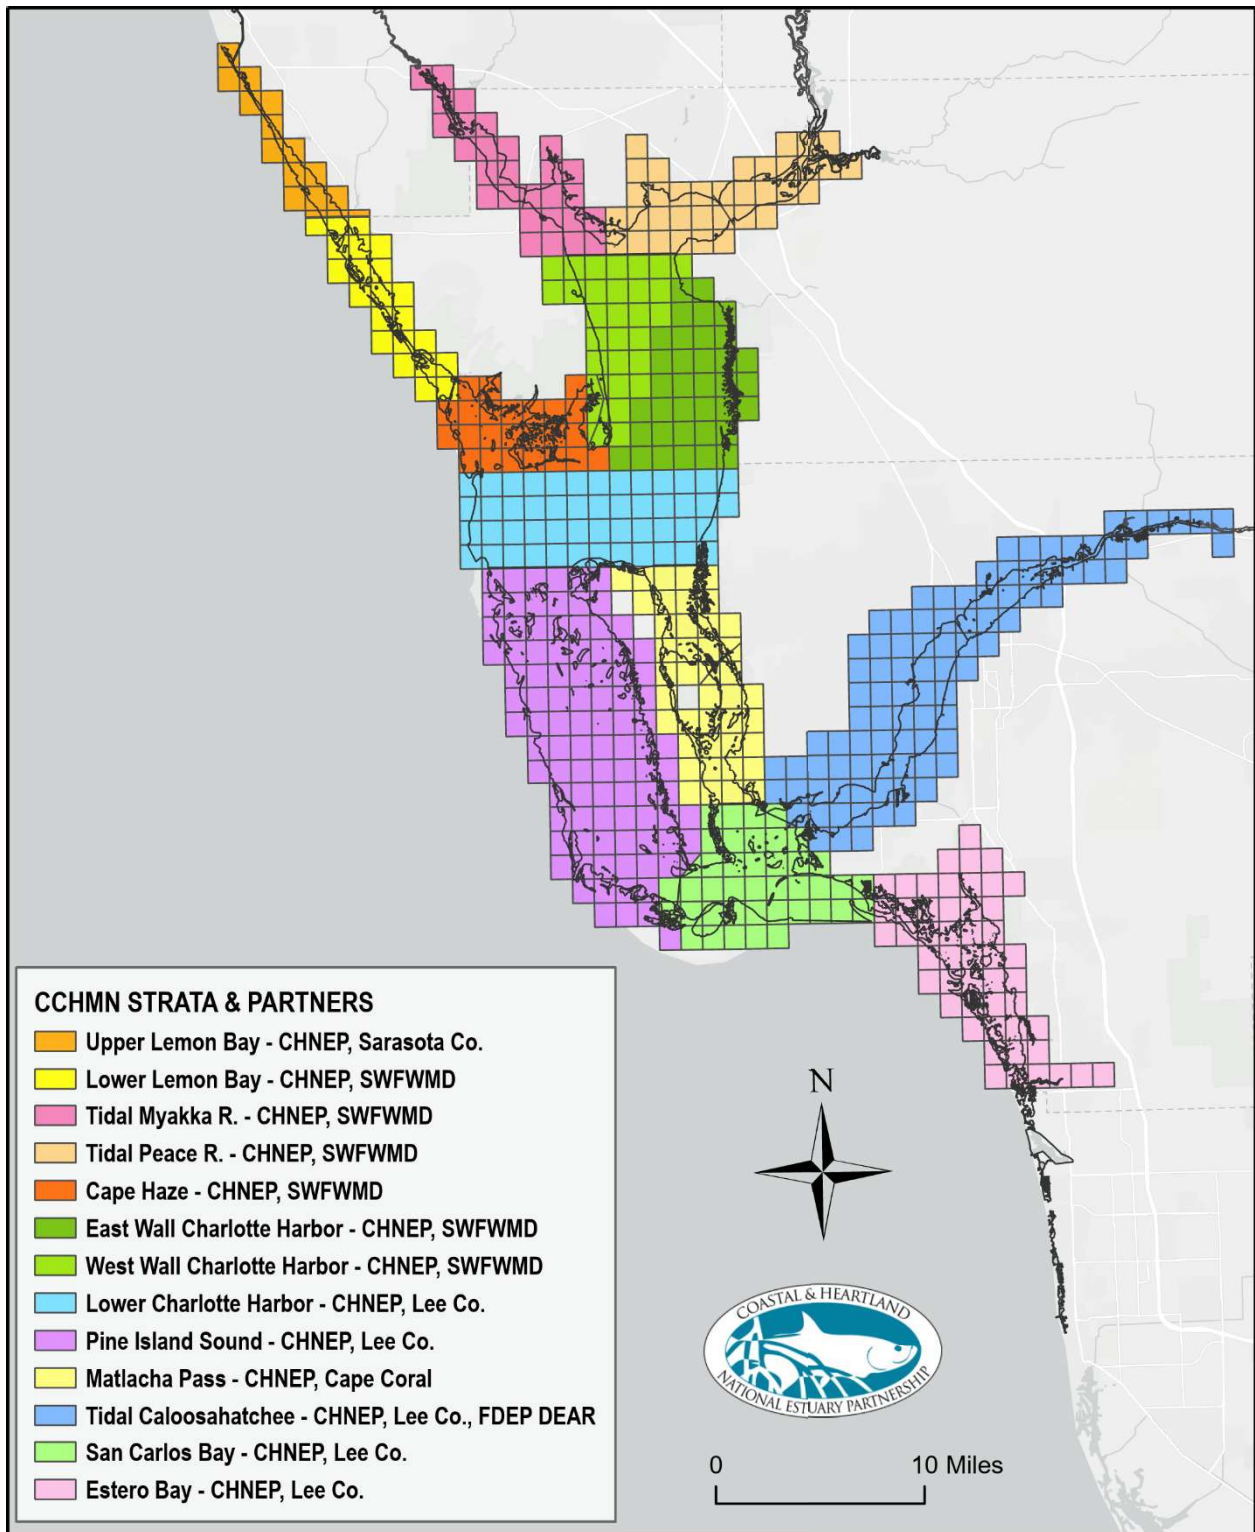 CCHMN STRATA & PARTNERS
Upper Lemon Bay - CHNEP, Sarasota Co.
Lower Lemon Bay - CHNEP, SWFWMD
Tidal Myakka R. - CHNEP, SWFWMD
Tidal Peace R. - CHNEP, SWFWMD
Cape Haze - CHNEP, SWFWMD
East Wall Charlotte Harbor - CHNEP, SWFWMD
West Wall Charlotte Harbor - CHNEP, SWFWMD
Lower Charlotte Harbor - CHNEP, Lee Co.
Pine Island Sound - CHNEP, Lee Co.
Matlacha Pass - CHNEP, Cape Coral
Tidal Caloosahatchee - CHNEP, Lee Co., FDEP DEAR
San Carlos Bay - CHNEP, Lee Co.
Estero Bay - CHNEP, Lee Co.
N
COASTAL & HEARTLAND
NATIONAL ESTUARY PARTNERSHIP
0 10 Miles